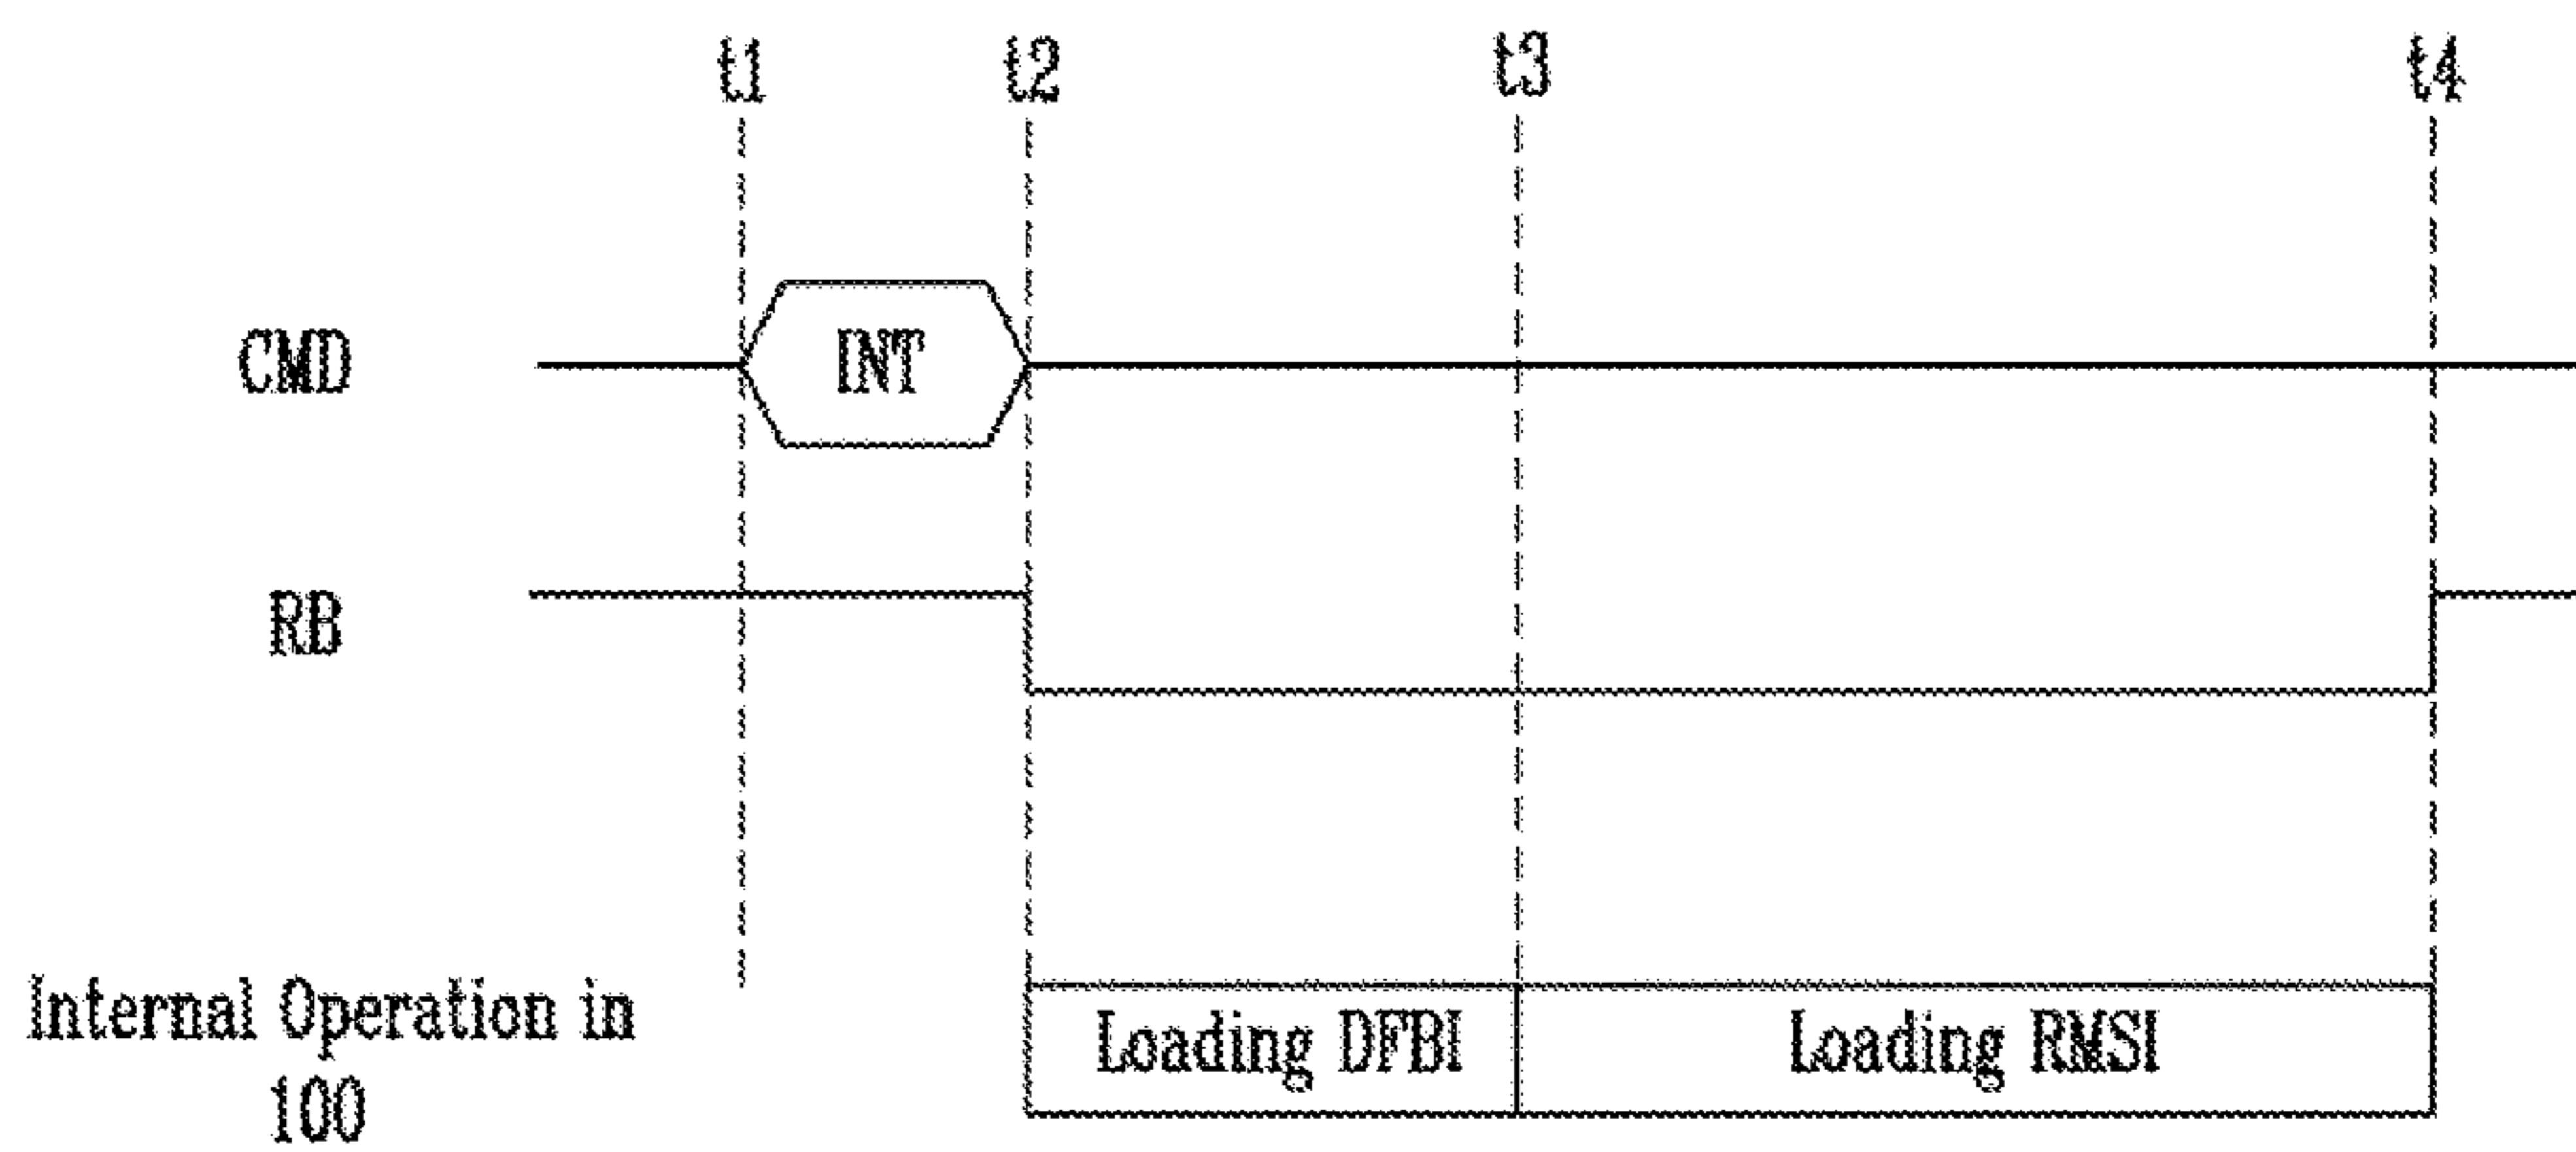 t1 t2 t3 t4
CMD INT
RB
Internal Operation in
100
Loading DFBI Loading RMSI